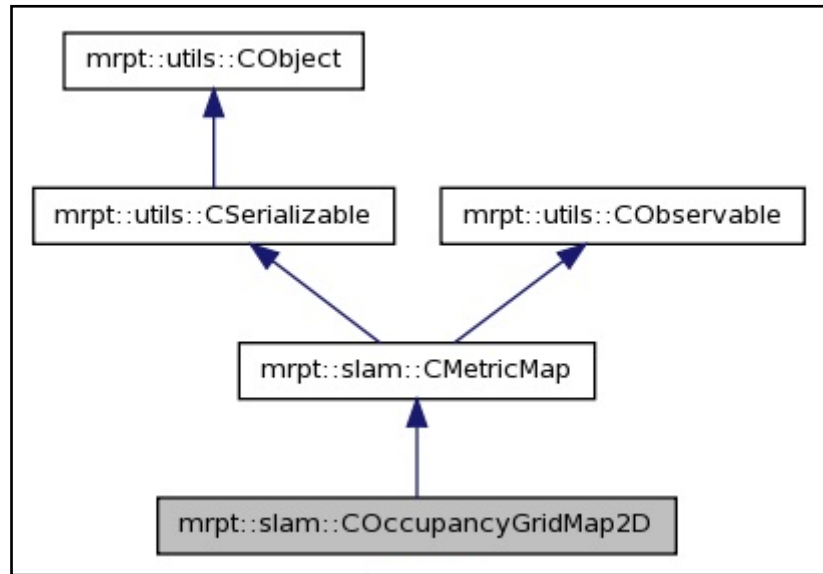 mrpt::utils::CObject
mrpt::utils::CSerializable
mrpt::utils::CObservable
mrpt::slam::CMetricMap
mrpt::slam::COccupancyGridMap2D